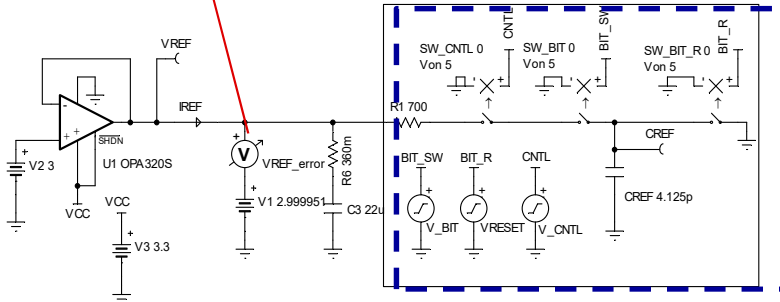 VREF
IREF
SHDN
U1 OPA320S
V2 3
VCC
VCC
V3 3.3
VREF_error
V
V1 2.999951
R6 360m
C3 22u
R1 700
SW_CNTL 0
Von 5
CNTL
SW_BIT 0
Von 5
BIT_SW
SW_BIT_R 0
Von 5
BIT_R
CREF
CREF 4.125p
BIT_SW
BIT_R
CNTL
V_BIT
VRESET
V_CNTL